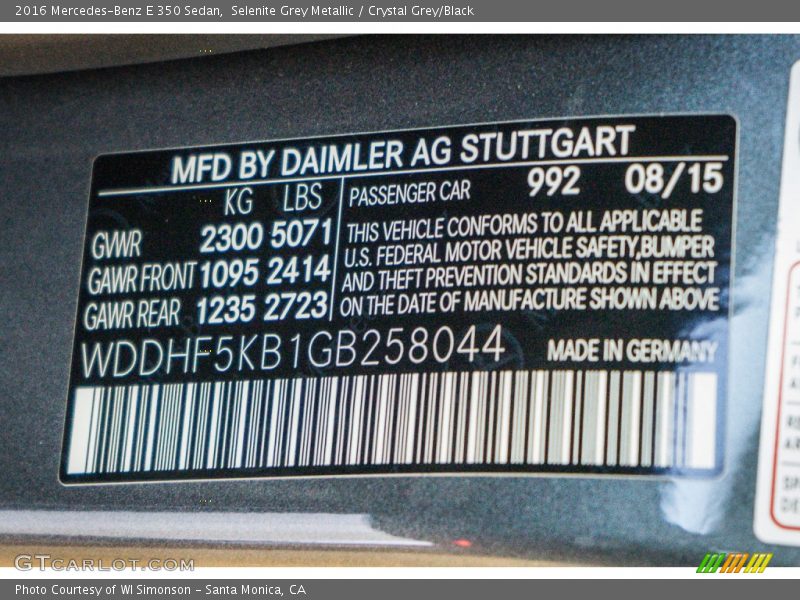 2016 Mercedes-Benz E 350 Sedan,  Selenite Grey Metallic / Crystal Grey/Black
MFD BY DAIMLER AG STUTTGART
KG LBS PASSENGER CAR 992 08/15
GVWR 2300 5071
GAWR FRONT 1095 2414
GAWR REAR 1235 2723
THIS VEHICLE CONFORMS TO ALL APPLICABLE
U.S. FEDERAL MOTOR VEHICLE SAFETY,BUMPER
AND THEFT PREVENTION STANDARDS IN EFFECT
ON THE DATE OF MANUFACTURE SHOWN ABOVE
WDDHF5KB1GB258044 MADE IN GERMANY
GTCARLOT.COM
Photo Courtesy of WI Simonson - Santa Monica, CA